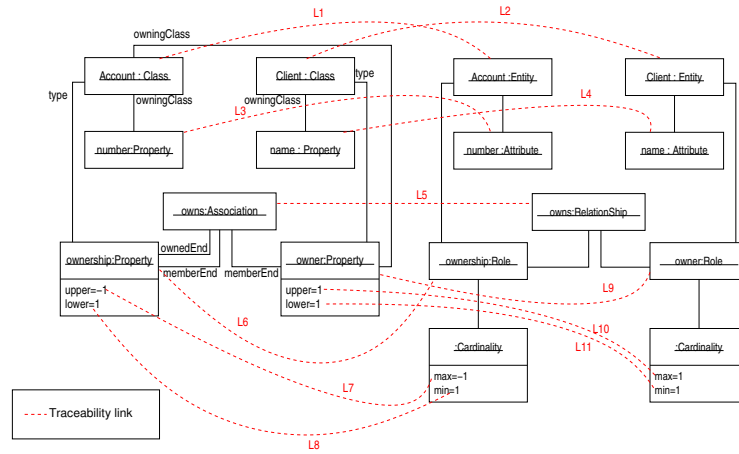 L1
L2
owningClass
Account : Class
Client : Class
type
Account :Entity
Client : Entity
type
owningClass
owningClass
L3
L4
number:Property
name : Property
number :Attribute
name : Attribute
L5
owns:Association
owns:RelationShip
ownedEnd
ownership:Property
memberEnd
memberEnd
owner:Property
ownership:Role
owner:Role
upper=−1
lower=1
upper=1
lower=1
L9
L6
L10
L11
:Cardinality
:Cardinality
max=−1
min=1
max=1
min=1
L7
Traceability link
L8